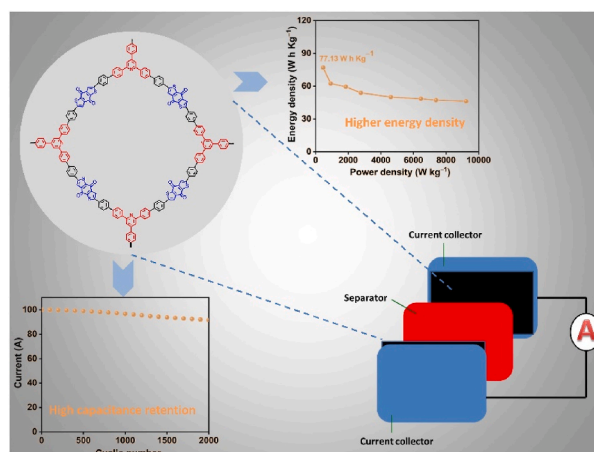 Energy density (W h Kg⁻¹)
120
90
60
30
0
77.13 W h Kg⁻¹
Higher energy density
0 2000 4000 6000 8000 10000
Power density (W kg⁻¹)
Current collector
Separator
A
Current collector
Current (A)
100
80
60
40
20
0
High capacitance retention
0 500 1000 1500 2000